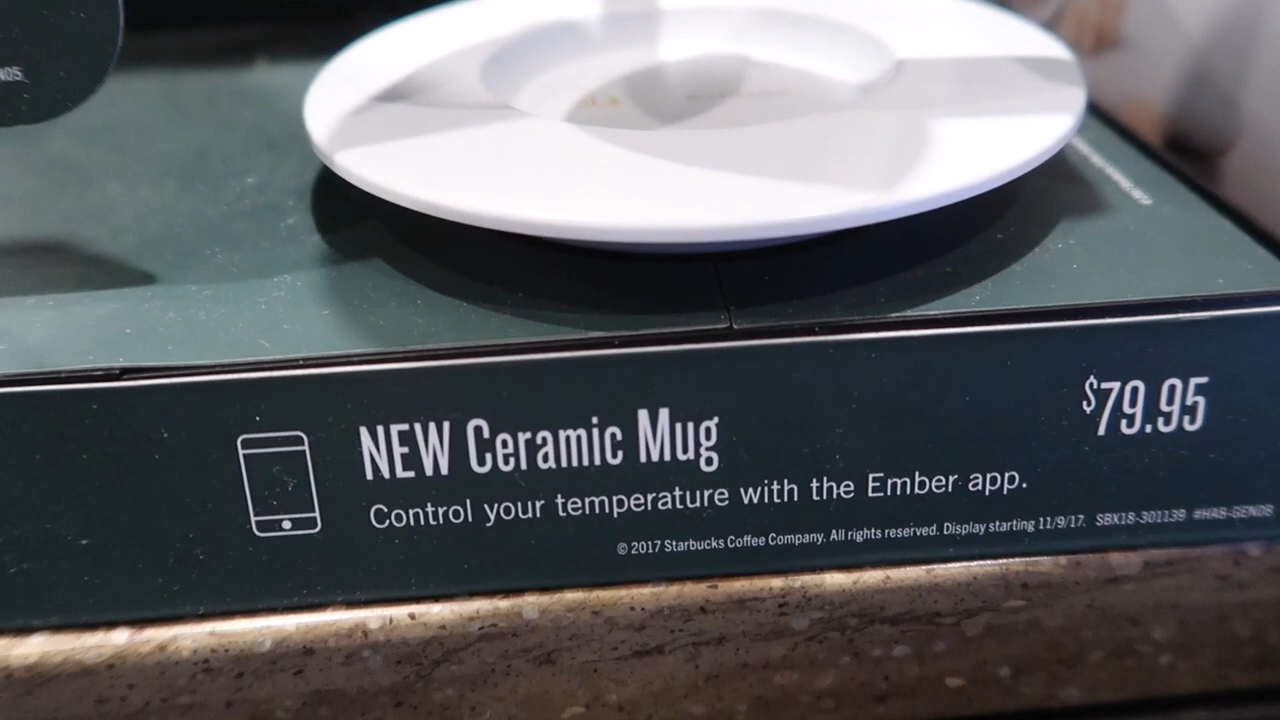 NEW Ceramic Mug
$79.95
Control your temperature with the Ember app.
© 2017 Starbucks Coffee Company. All rights reserved. Display starting 11/9/17. SBX18-301139 #HAB-GEN08